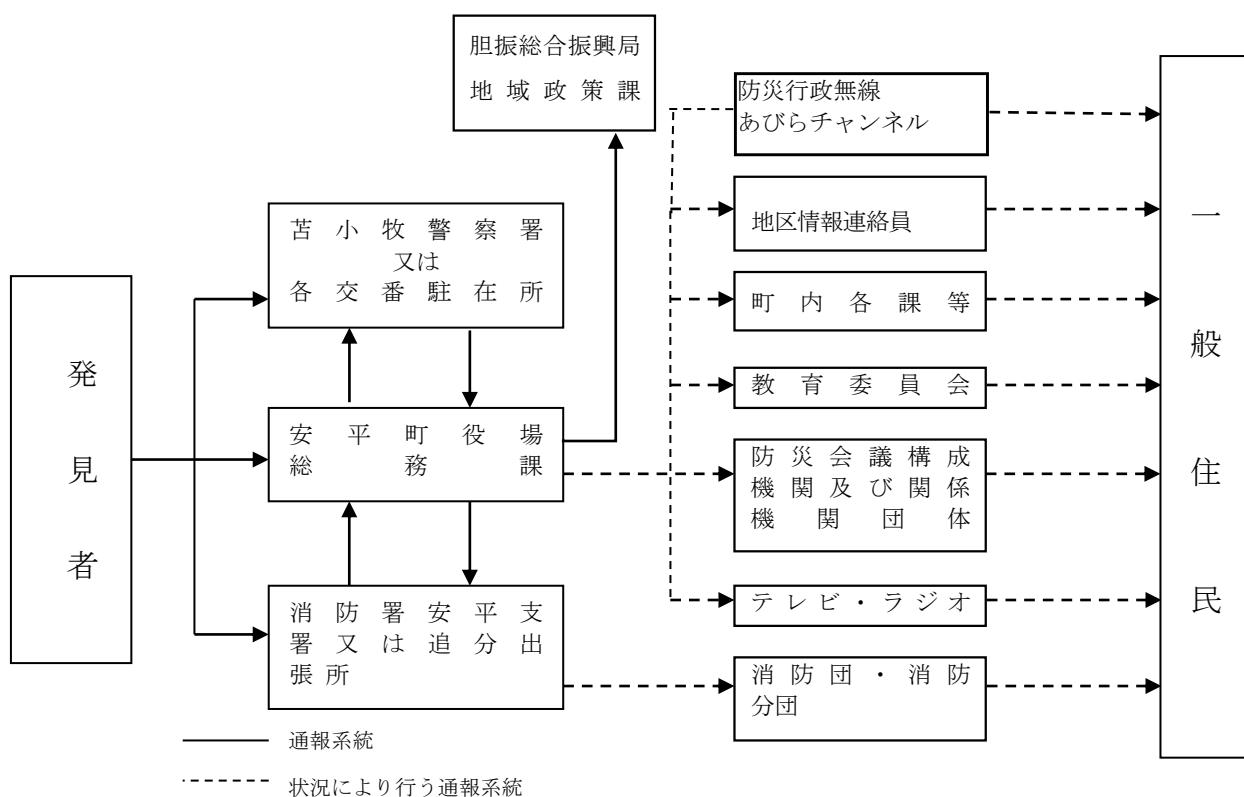 胆振総合振興局
地域政策課
防災行政無線
あびらチャンネル
苫小牧警察署
又は
各交番駐在所
地区情報連絡員
町内各課等
発見者
安平町役場
総務課
教育委員会
防災会議構成
機関及び関係
機関団体
消防署安平支
署又は追分出
張所
テレビ・ラジオ
消防団・消防
分団
一般住民
通報系統
状況により行う通報系統